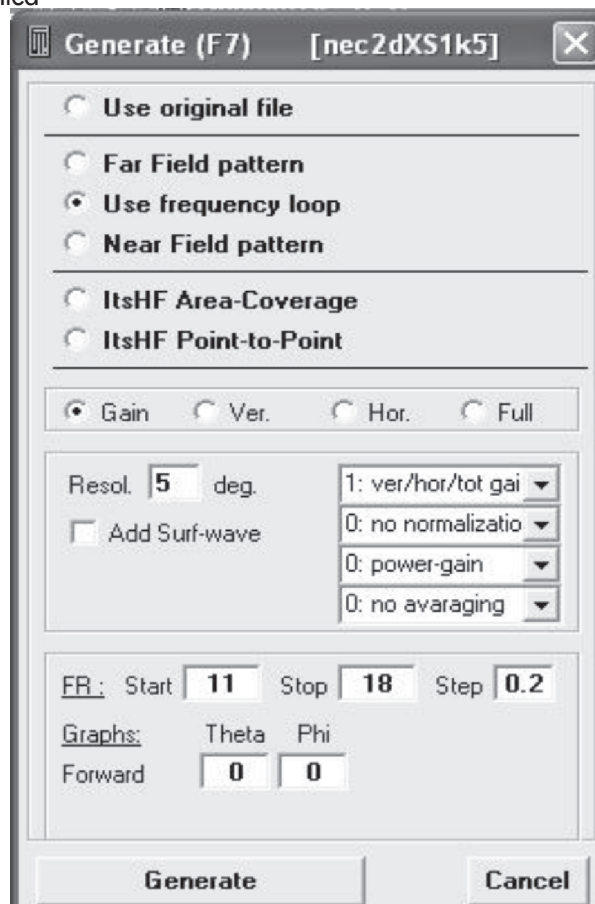 Generate (F7) [nec2dXS1k5]
Use original file
Far Field pattern
Use frequency loop
Near Field pattern
ItsHF Area-Coverage
ItsHF Point-to-Point
Gain Ver. Hor. Full
Resol. 5 deg. 1: ver/hor/tot gai
Add Surf-wave 0: no normalizatio
0: power-gain
0: no avaraging
FR : Start 11 Stop 18 Step 0.2
Graphs: Theta Phi
Forward 0 0
Generate Cancel